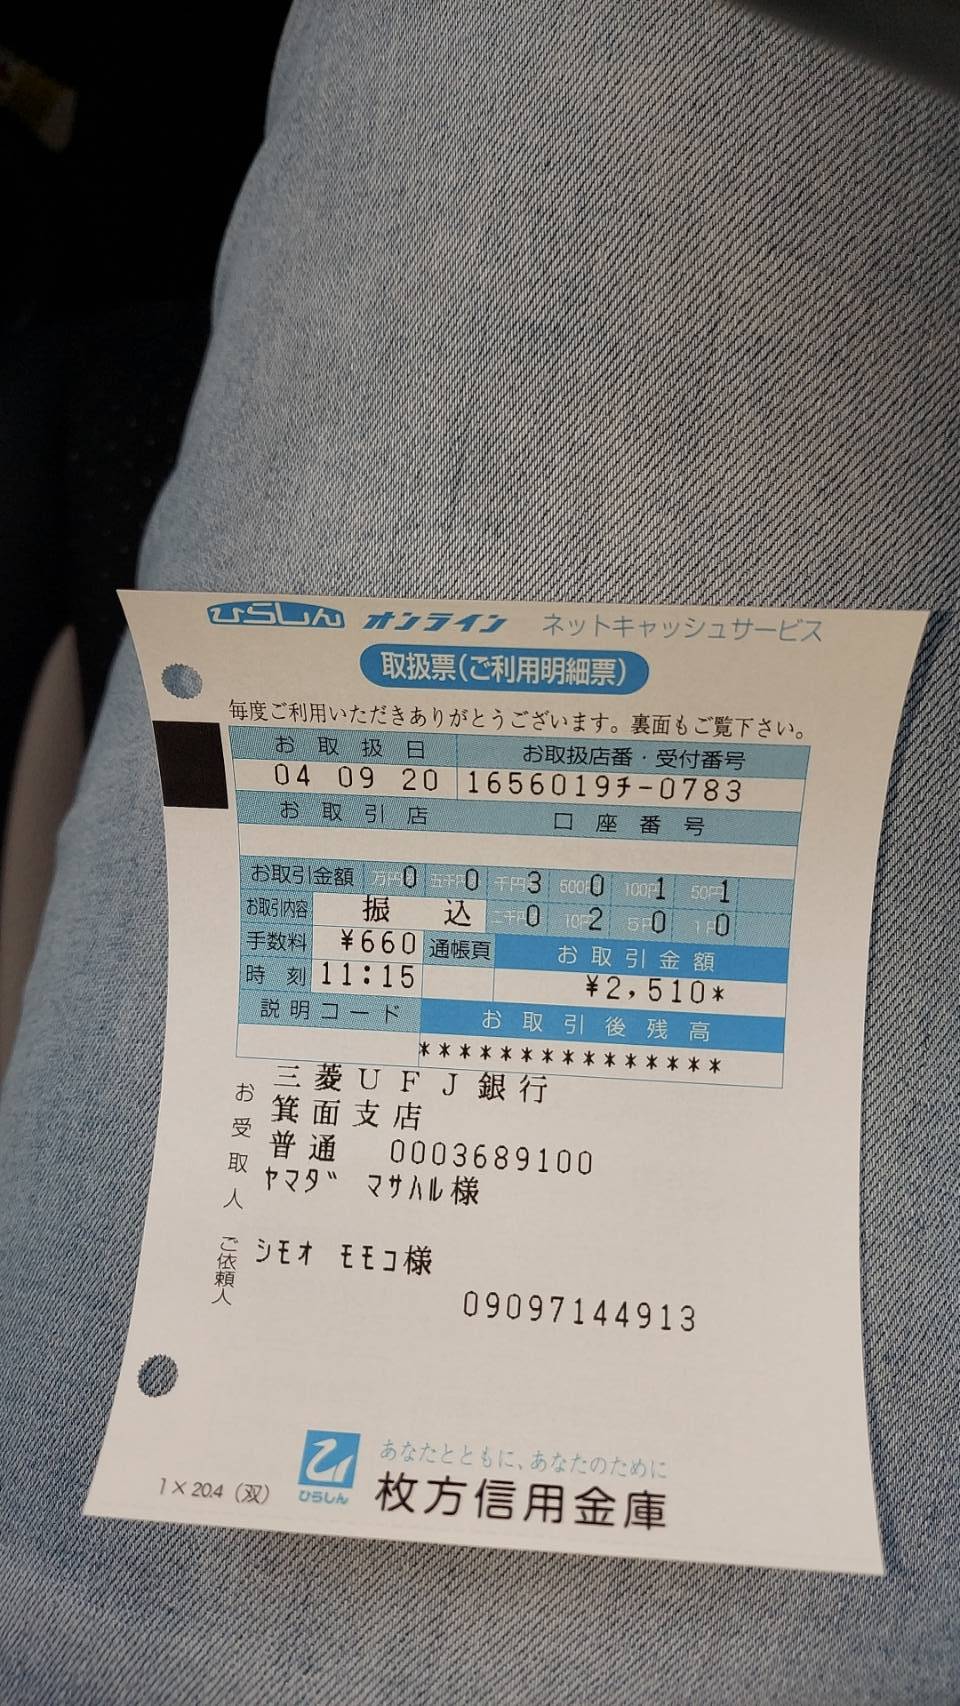 ひらしん オンライン ネットキャッシュサービス
取扱票(ご利用明細票)
毎度ご利用いただきありがとうございます。裏面もご覧下さい。
お取扱日 お取扱店番・受付番号
04 09 20 1656019ﾁ-0783
お取引店 口座番号
お取引金額 万円0 五千円0 千円3 500円0 100円1 50円1
お取引内容 振込 二千円0 10円2 5円0 1円0
手数料 ¥660 通帳頁 お取引金額
時刻 11:15 ¥2,510*
説明コード お取引後残高
***************
お受取人
三菱UFJ銀行
箕面支店
普通 0003689100
ﾔﾏﾀﾞ ﾏｻﾊﾙ様
ご依頼人
ｼﾓｵ ﾓﾓｺ様
09097144913
ひらしん
あなたとともに、あなたのために
枚方信用金庫
1×20.4(双)